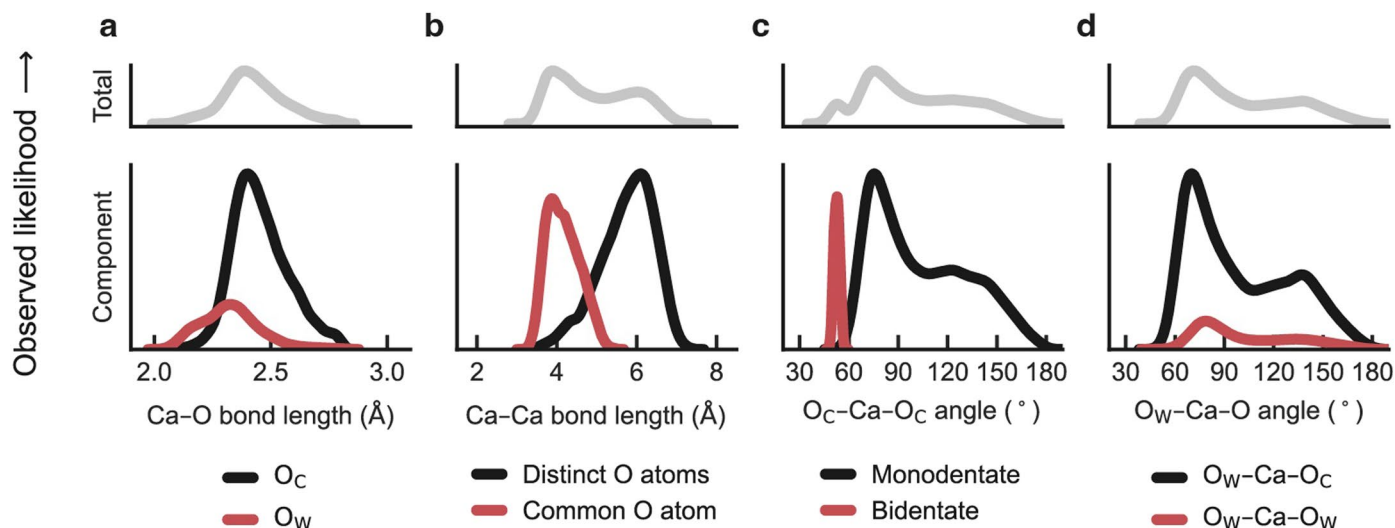 a b c d
Observed likelihood →
Total
Component
2.0 2.5 3.0
2 4 6 8
30 60 90 120 150 180
30 60 90 120 150 180
Ca–O bond length (Å)
Ca–Ca bond length (Å)
O_C–Ca–O_C angle (°)
O_W–Ca–O angle (°)
O_C
O_W
Distinct O atoms
Common O atom
Monodentate
Bidentate
O_W–Ca–O_C
O_W–Ca–O_W